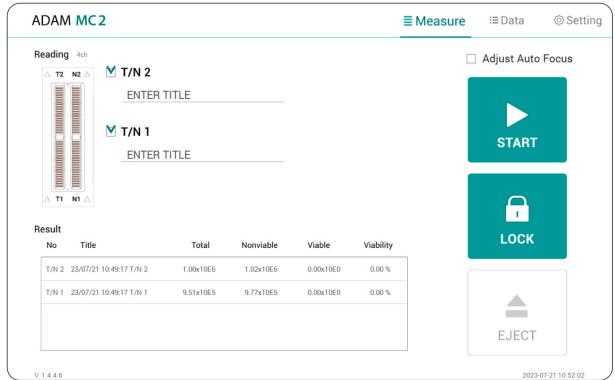 ADAM MC2
Measure
Data
Setting
Reading 4ch
T2 N2
T1 N1
T/N 2
ENTER TITLE
T/N 1
ENTER TITLE
Adjust Auto Focus
START
LOCK
EJECT
Result
No Title Total Nonviable Viable Viability
T/N 2 23/07/21 10:49:17 T/N 2 1.00x10E6 1.02x10E6 0.00x10E0 0.00 %
T/N 1 23/07/21 10:49:17 T/N 1 9.51x10E5 9.77x10E5 0.00x10E0 0.00 %
V. 1.4.4.6
2023-07-21 10:52:02